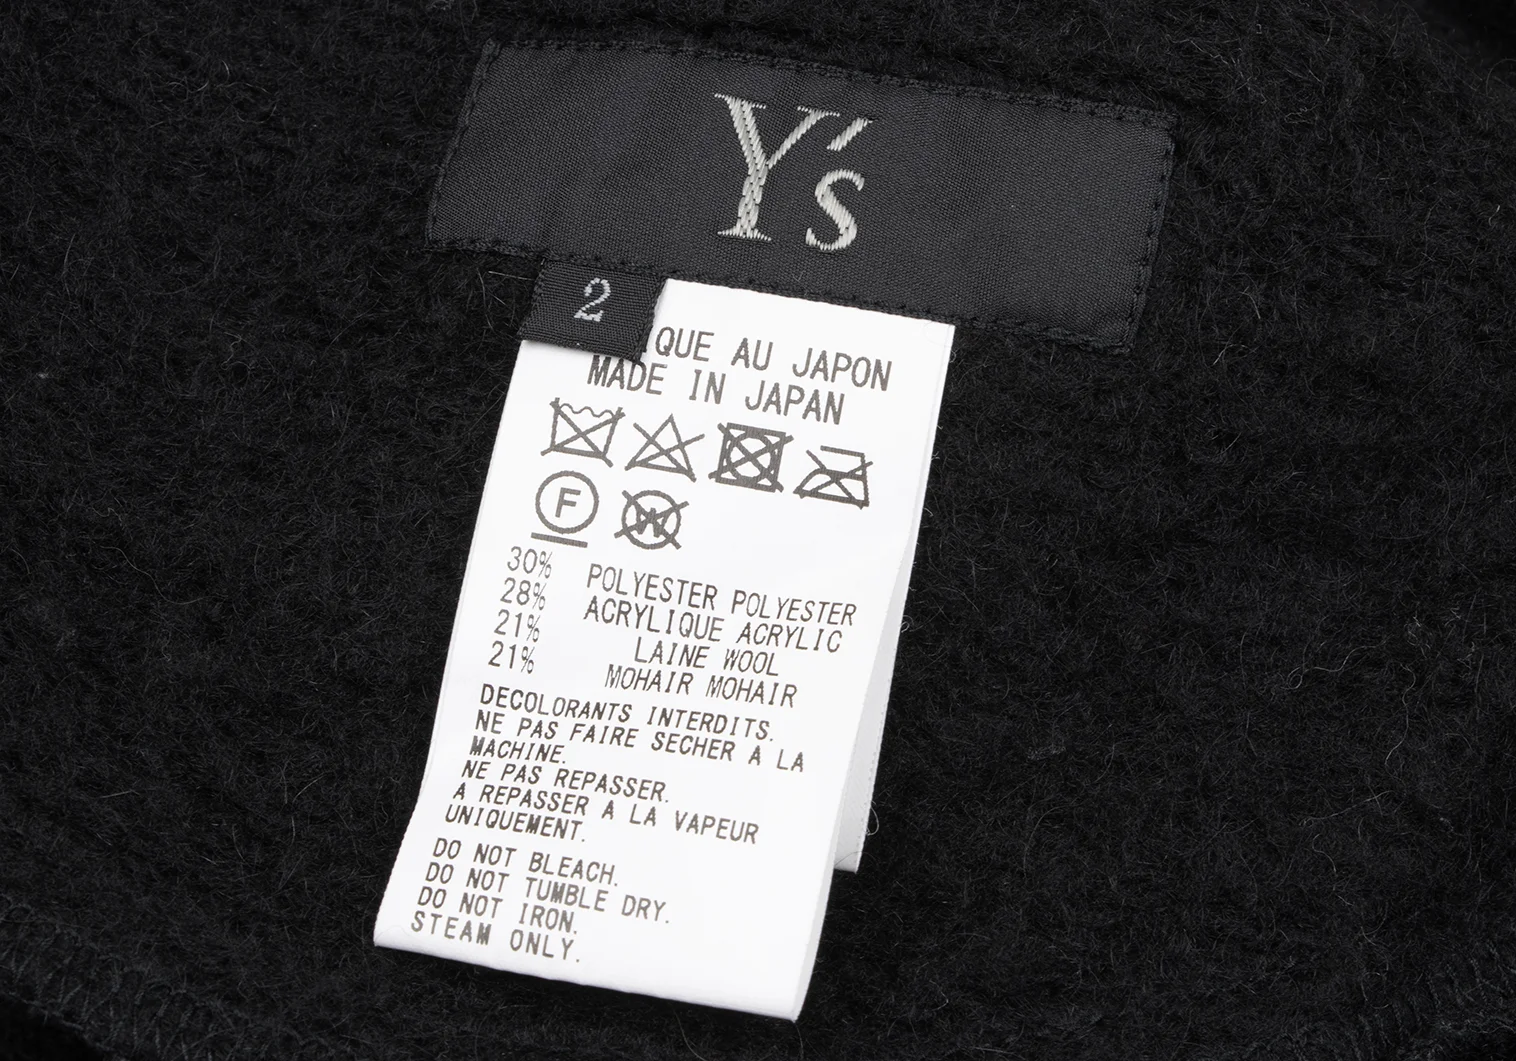 Y's
2
QUE AU JAPON
MADE IN JAPAN
F
W
30% POLYESTER POLYESTER
28% ACRYLIQUE ACRYLIC
21% LAINE WOOL
21% MOHAIR MOHAIR
DECOLORANTS INTERDITS.
NE PAS FAIRE SECHER A LA
MACHINE.
NE PAS REPASSER.
A REPASSER A LA VAPEUR
UNIQUEMENT.
DO NOT BLEACH.
DO NOT TUMBLE DRY.
DO NOT IRON.
STEAM ONLY.